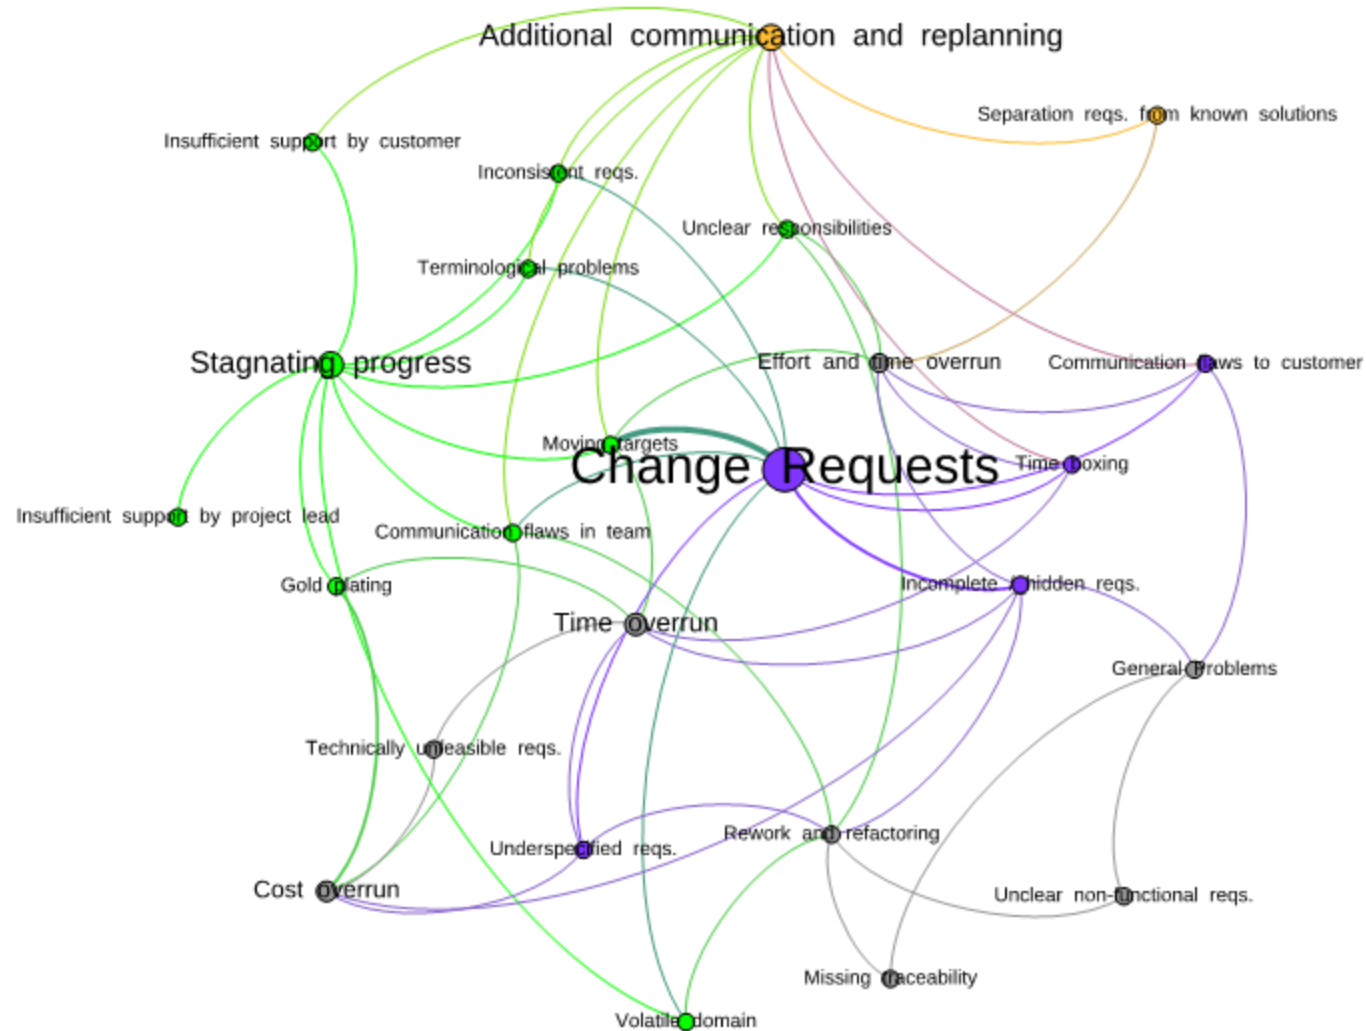 Additional communication and replanning
Separation reqs. from known solutions
Insufficient support by customer
Inconsistent reqs.
Unclear responsibilities
Terminological problems
Stagnating progress
Effort and time overrun
Communication flaws to customer
Moving targets
Change Requests
Time boxing
Insufficient support by project lead
Communication flaws in team
Gold plating
Incomplete / hidden reqs.
Time overrun
General Problems
Technically unfeasible reqs.
Rework and refactoring
Underspecified reqs.
Cost overrun
Unclear non-functional reqs.
Missing traceability
Volatile domain